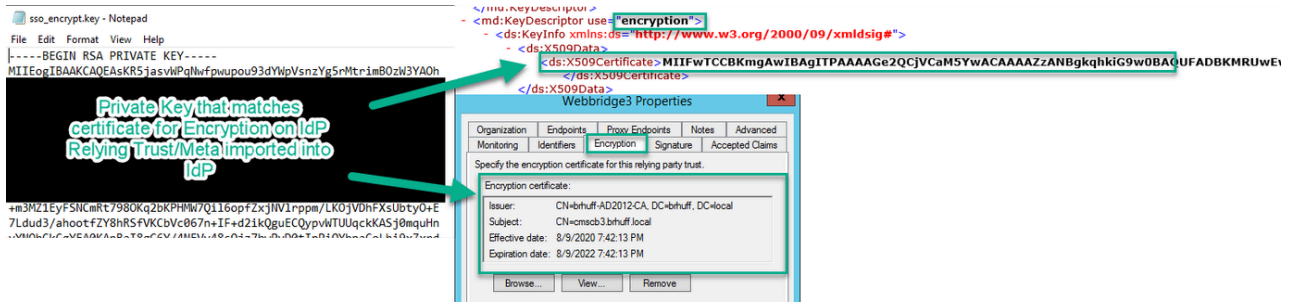 sso_encrypt.key - Notepad
File Edit Format View Help
-----BEGIN RSA PRIVATE KEY-----
MIIEogIBAAKCAQEAsKR5jasvWPqNwfpwupou93dYWpVsnzYg5rMtrimBOzW3YAOh
Private Key that matches
certificate for Encryption on IdP
Relying Trust/Meta imported into
IdP
+m3MZ1EyFSNCmRt798OKq2bKPHMW7Qil6opfZxjNVlrppm/LKOjVDhFXsUbtyO+E
7Ldud3/ahootfZY8hRSfVKCbVc067n+IF+d2ikQguECQypvWTUUqckKASj0mquHn
</md:KeyDescriptor>
- <md:KeyDescriptor use="encryption">
- <ds:KeyInfo xmlns:ds="http://www.w3.org/2000/09/xmldsig#">
- <ds:X509Data>
<ds:X509Certificate>MIIFwTCCBKmgAwIBAgITPAAAAGe2QCjVCaM5YwACAAAAZzANBgkqhkiG9w0BAQUFADBKMRUwEw
</ds:X509Certificate>
</ds:X509Data>
Webbridge3 Properties
X
Organization Endpoints Proxy Endpoints Notes Advanced
Monitoring Identifiers Encryption Signature Accepted Claims
Specify the encryption certificate for this relying party trust.
Encryption certificate:
Issuer: CN=brhuff-AD2012-CA, DC=brhuff, DC=local
Subject: CN=cmscb3.brhuff.local
Effective date: 8/9/2020 7:42:13 PM
Expiration date: 8/9/2022 7:42:13 PM
Browse... View... Remove